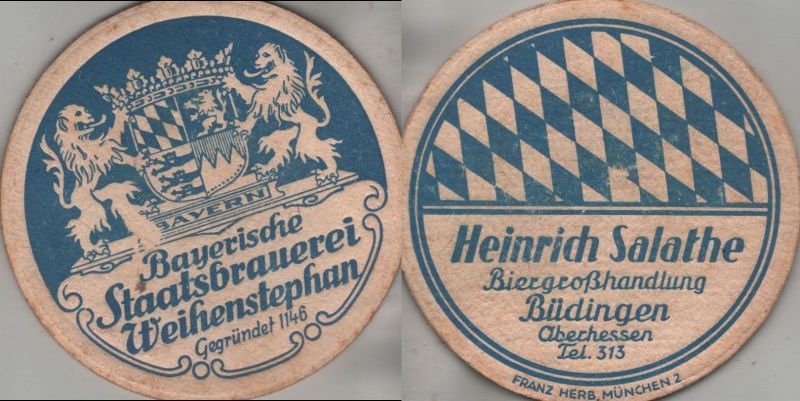 BAYERN
Bayerische
Staatsbrauerei
Weihenstephan
Gegründet 1146
Heinrich Salathe
Biergroßhandlung
Büdingen
Oberhessen
Tel. 313
FRANZ HERB, MÜNCHEN 2